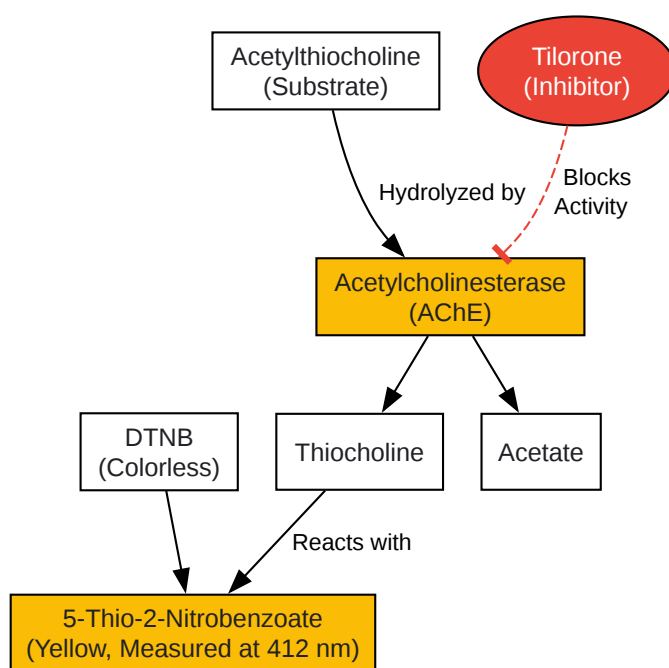 Acetylthiocholine
(Substrate)
Tilorone
(Inhibitor)
Hydrolyzed by
Blocks
Activity
Acetylcholinesterase
(AChE)
DTNB
(Colorless)
Thiocholine
Acetate
Reacts with
5-Thio-2-Nitrobenzoate
(Yellow, Measured at 412 nm)